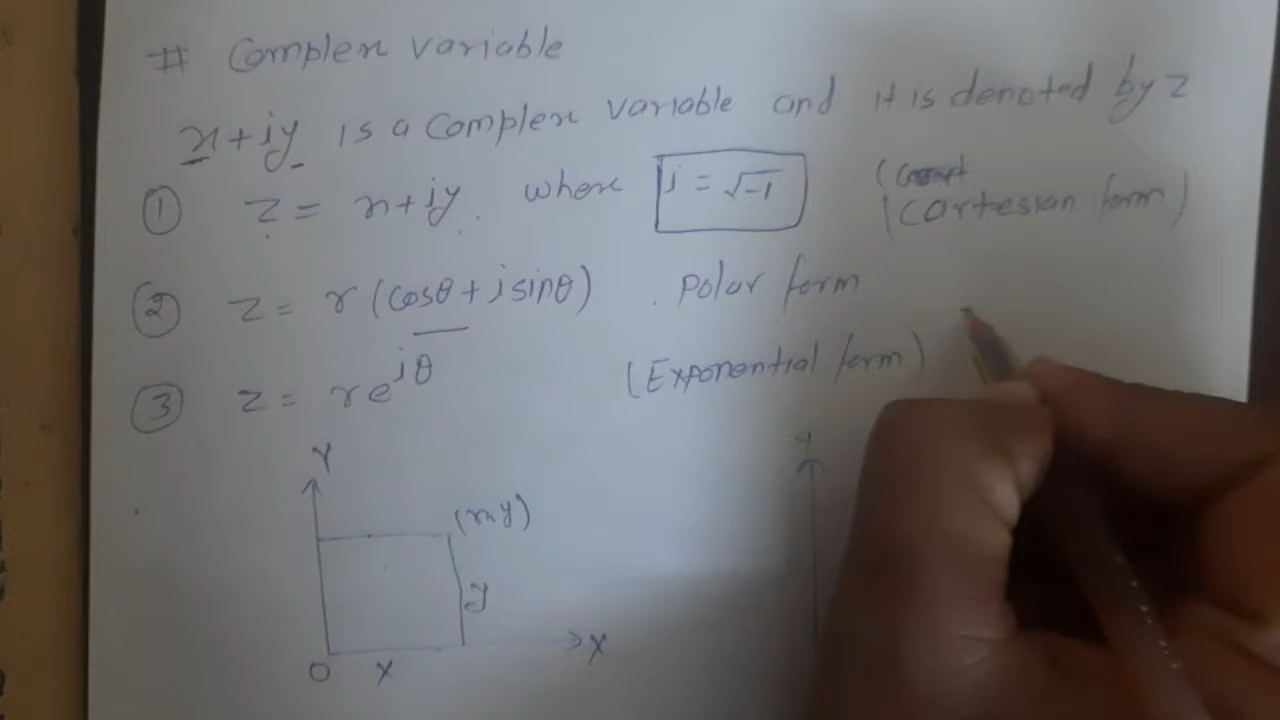 # Complex variable
x+iy is a complex variable and it is denoted by z
① z = x+iy. where i = √-1 (Cartesian form)
② z = r (cosθ + isinθ) . Polar form
③ z = re^iθ (Exponential form)
Y
(x,y)
y
X
O X
Y